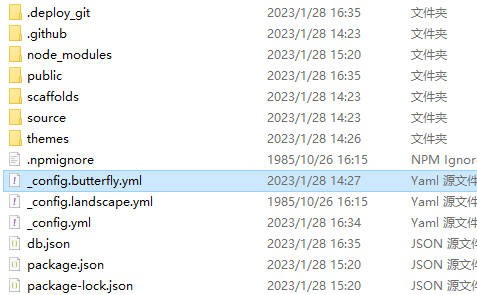 .deploy_git 2023/1/28 16:35 文件夹
.github 2023/1/28 14:23 文件夹
node_modules 2023/1/28 15:20 文件夹
public 2023/1/28 16:35 文件夹
scaffolds 2023/1/28 14:23 文件夹
source 2023/1/28 14:23 文件夹
themes 2023/1/28 14:26 文件夹
.npmignore 1985/10/26 16:15 NPM Ignor
_config.butterfly.yml 2023/1/28 14:27 Yaml 源文件
_config.landscape.yml 1985/10/26 16:15 Yaml 源文件
_config.yml 2023/1/28 16:34 Yaml 源文件
db.json 2023/1/28 16:35 JSON 源文件
package.json 2023/1/28 15:20 JSON 源文件
package-lock.json 2023/1/28 15:20 JSON 源文件